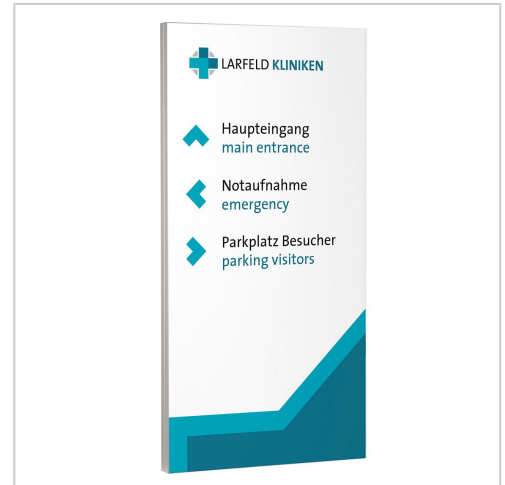 LARFELD KLINIKEN
Haupteingang
main entrance
Notaufnahme
emergency
Parkplatz Besucher
parking visitors